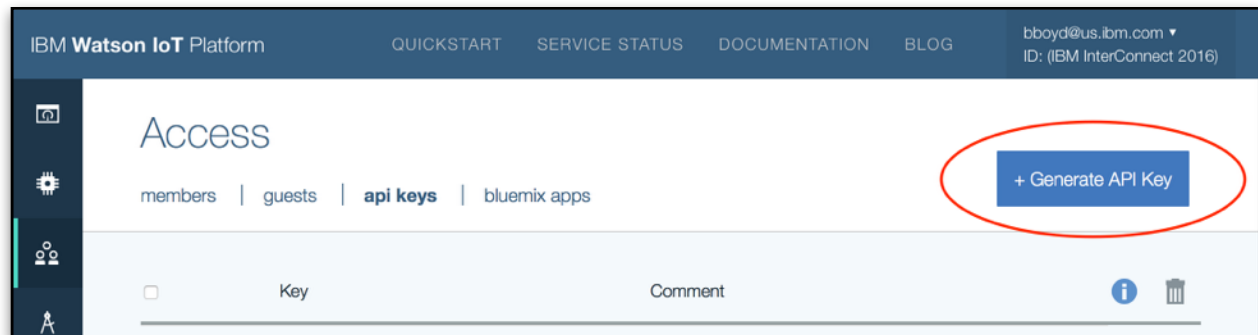 IBM Watson IoT Platform QUICKSTART SERVICE STATUS DOCUMENTATION BLOG bboyd@us.ibm.com ▾
ID: (IBM InterConnect 2016)
Access
+ Generate API Key
members | guests | api keys | bluemix apps
Key Comment